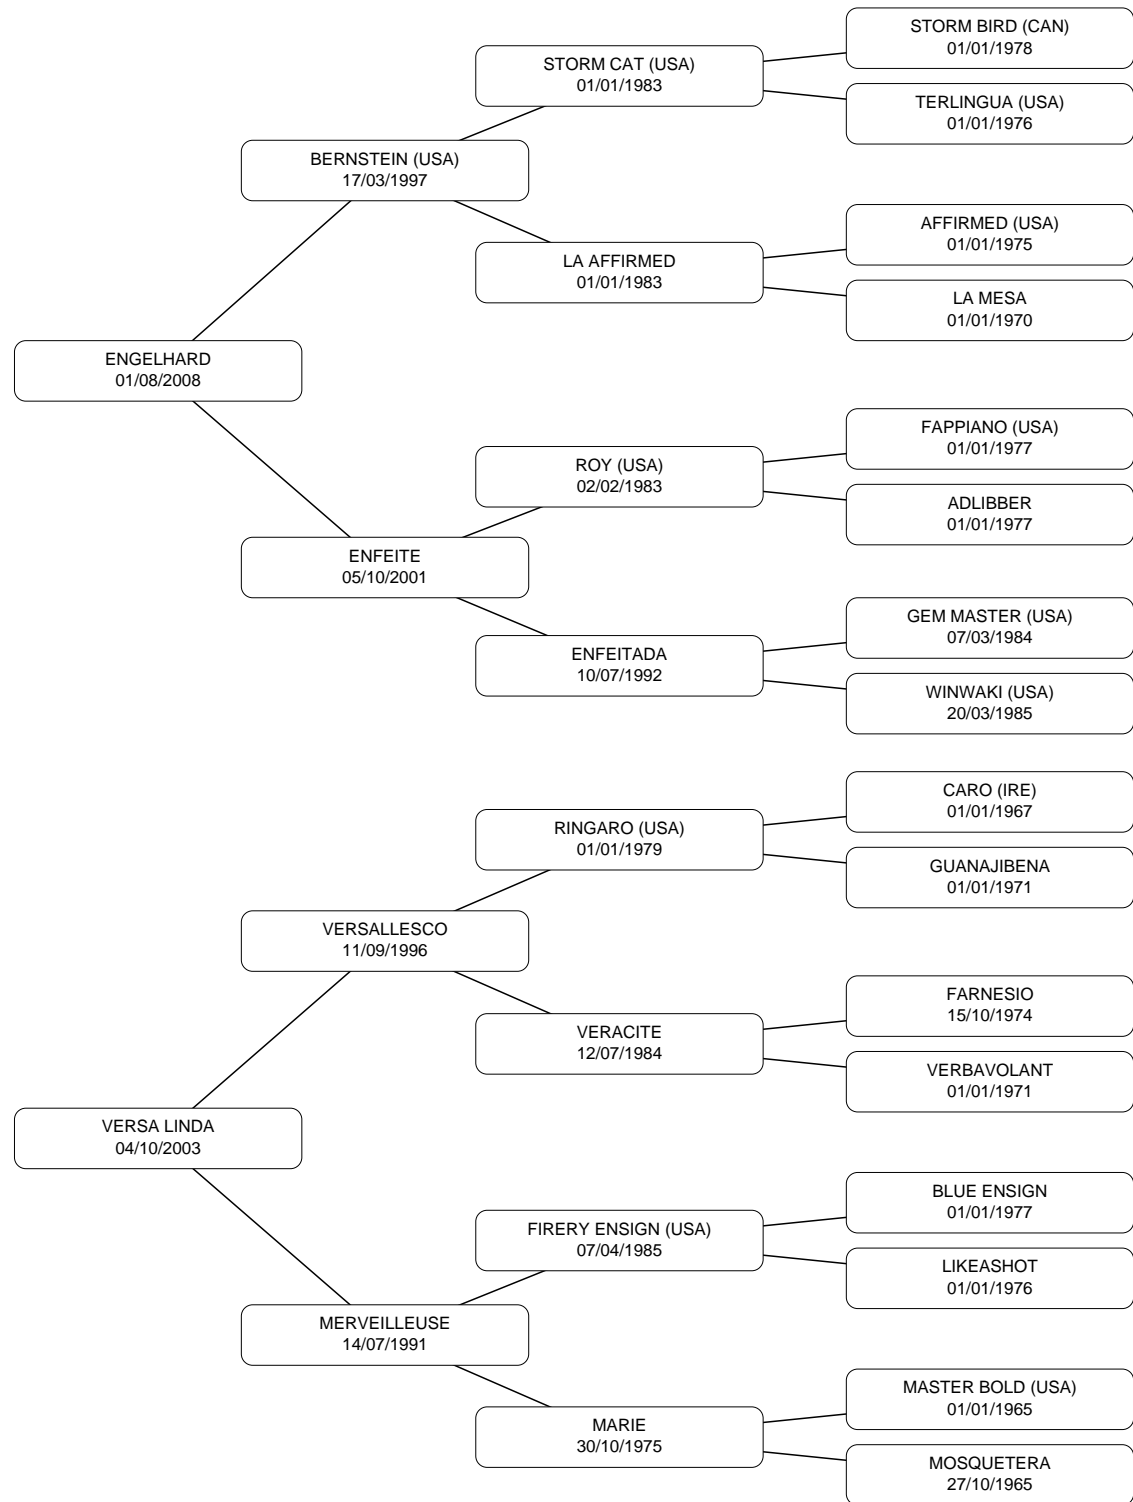 STORM BIRD (CAN)
01/01/1978
STORM CAT (USA)
01/01/1983
TERLINGUA (USA)
01/01/1976
BERNSTEIN (USA)
17/03/1997
AFFIRMED (USA)
01/01/1975
LA AFFIRMED
01/01/1983
LA MESA
01/01/1970
ENGELHARD
01/08/2008
FAPPIANO (USA)
01/01/1977
ROY (USA)
02/02/1983
ADLIBBER
01/01/1977
ENFEITE
05/10/2001
GEM MASTER (USA)
07/03/1984
ENFEITADA
10/07/1992
WINWAKI (USA)
20/03/1985
CARO (IRE)
01/01/1967
RINGARO (USA)
01/01/1979
GUANAJIBENA
01/01/1971
VERSALLESCO
11/09/1996
FARNESIO
15/10/1974
VERACITE
12/07/1984
VERBAVOLANT
01/01/1971
VERSA LINDA
04/10/2003
BLUE ENSIGN
01/01/1977
FIRERY ENSIGN (USA)
07/04/1985
LIKEASHOT
01/01/1976
MERVEILLEUSE
14/07/1991
MASTER BOLD (USA)
01/01/1965
MARIE
30/10/1975
MOSQUETERA
27/10/1965